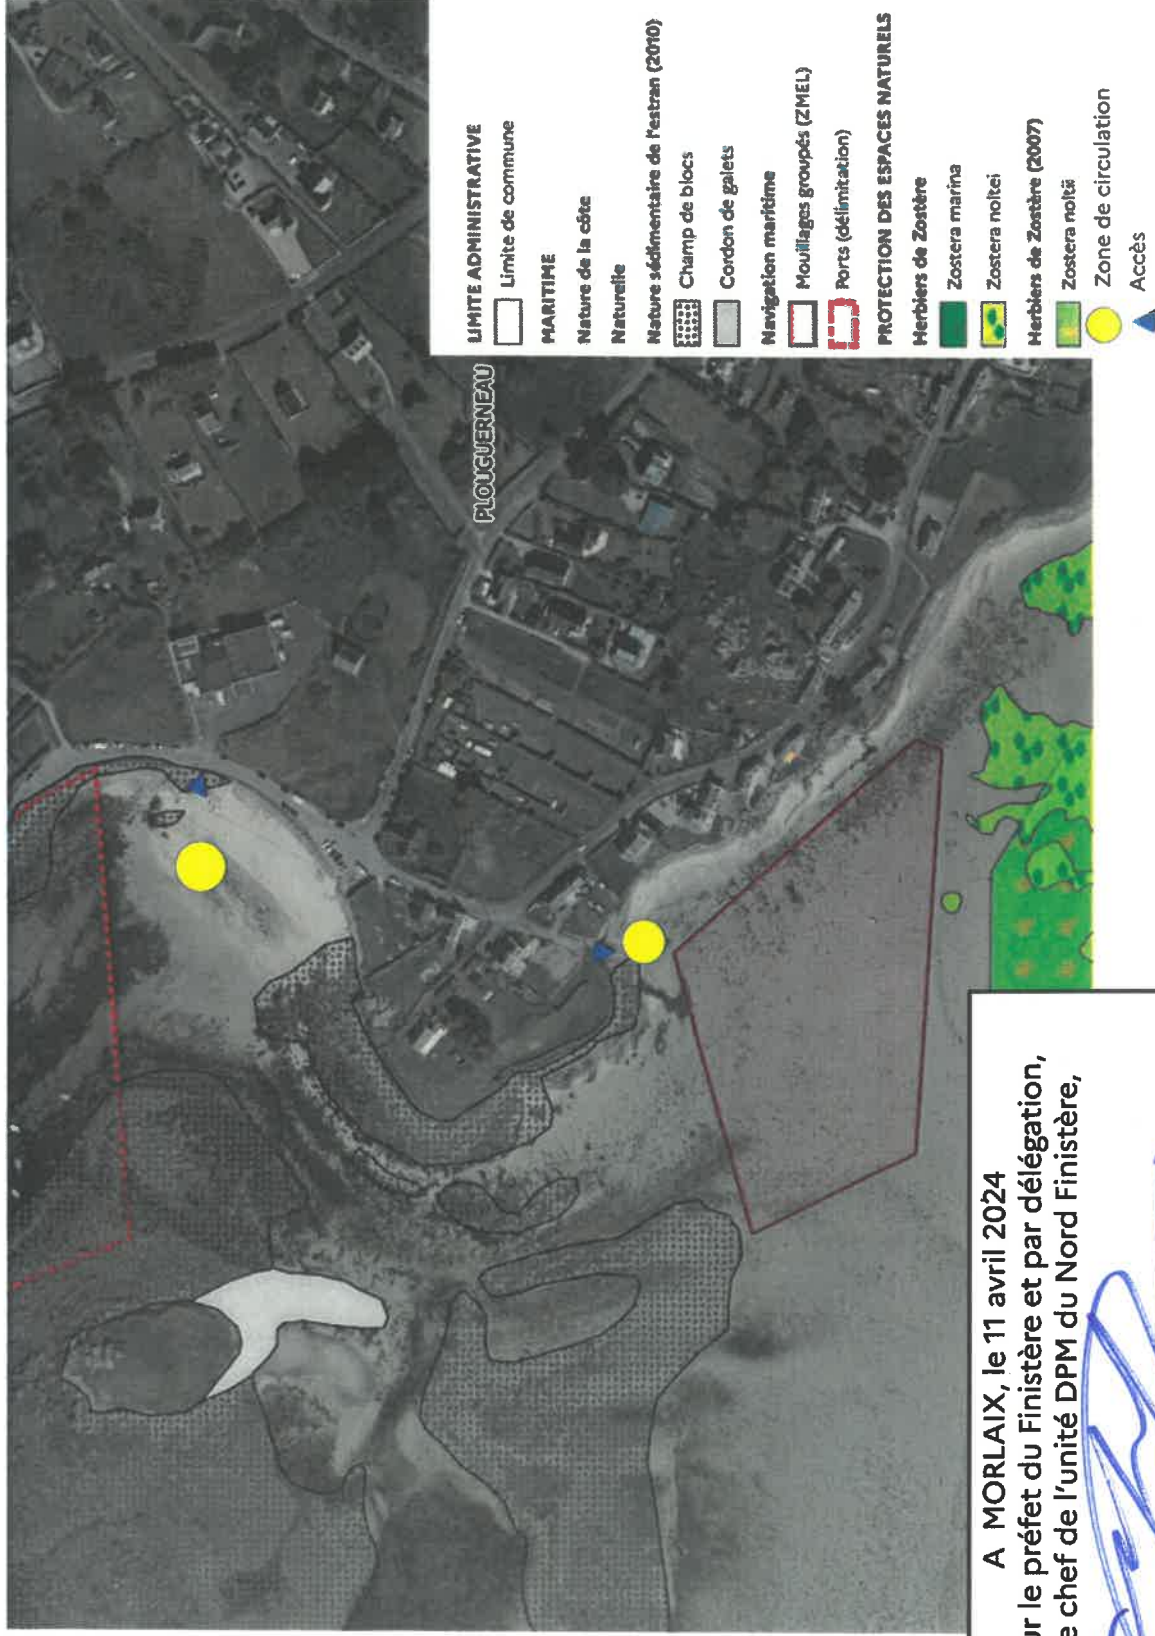 PLOUGUERNEAU
LIMITE ADMINISTRATIVE
Limite de commune
MARITIME
Nature de la côte
Naturelle
Nature sédimentaire de l'estran (2010)
Champ de blocs
Cordon de galets
Navigation maritime
Mouillages groupés (ZMEL)
Ports (délimitation)
PROTECTION DES ESPACES NATURELS
Herbiers de Zostère
Zostera marina
Zostera noltei
Herbiers de Zostère (2007)
Zostera noltii
Zone de circulation
Accès
A MORLAIX, le 11 avril 2024
ur le préfet du Finistère et par délégation,
e chef de l'unité DPM du Nord Finistère,